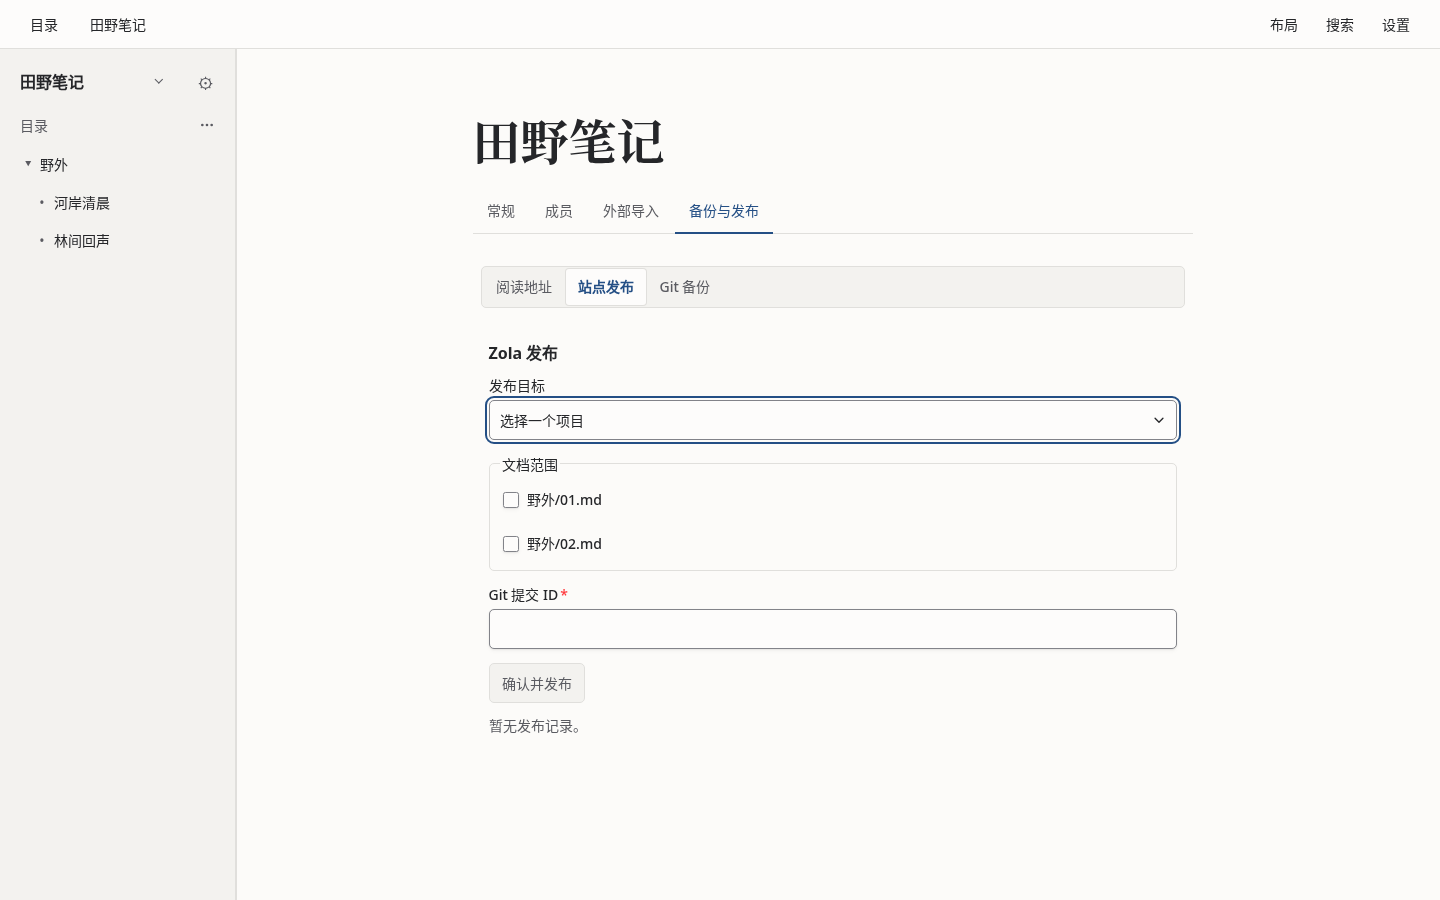 目录 田野笔记 布局 搜索 设置
田野笔记
目录
野外
河岸清晨
林间回声
田野笔记
常规 成员 外部导入 备份与发布
阅读地址 站点发布 Git 备份
Zola 发布
发布目标
选择一个项目
文档范围
野外/01.md
野外/02.md
Git 提交 ID*
确认并发布
暂无发布记录。